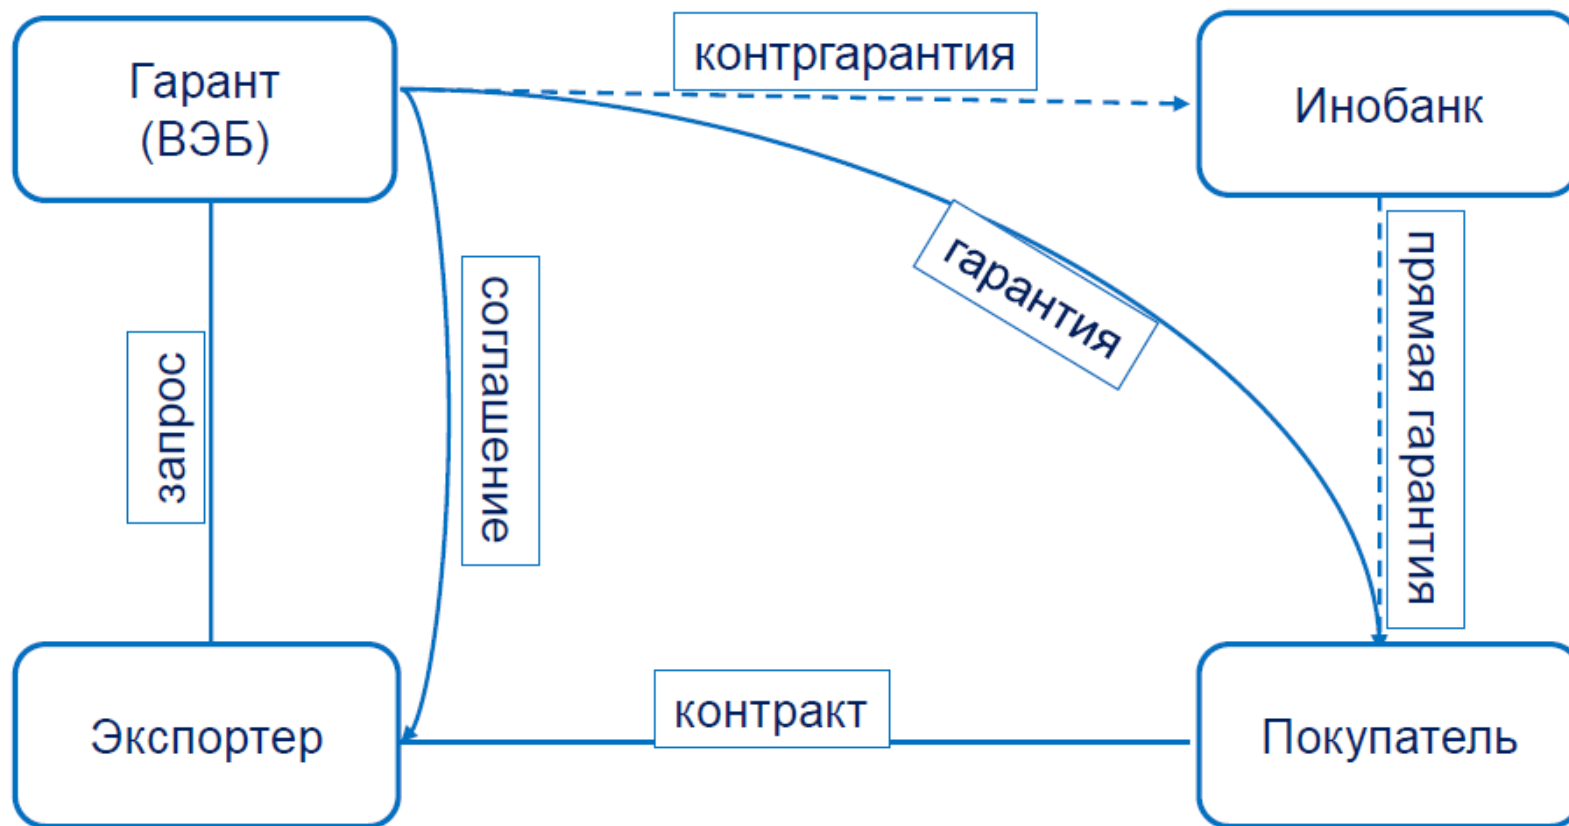 Гарант
(ВЭБ)
контргарантия
Инобанк
гарантия
прямая гарантия
соглашение
запрос
контракт
Экспортер
Покупатель